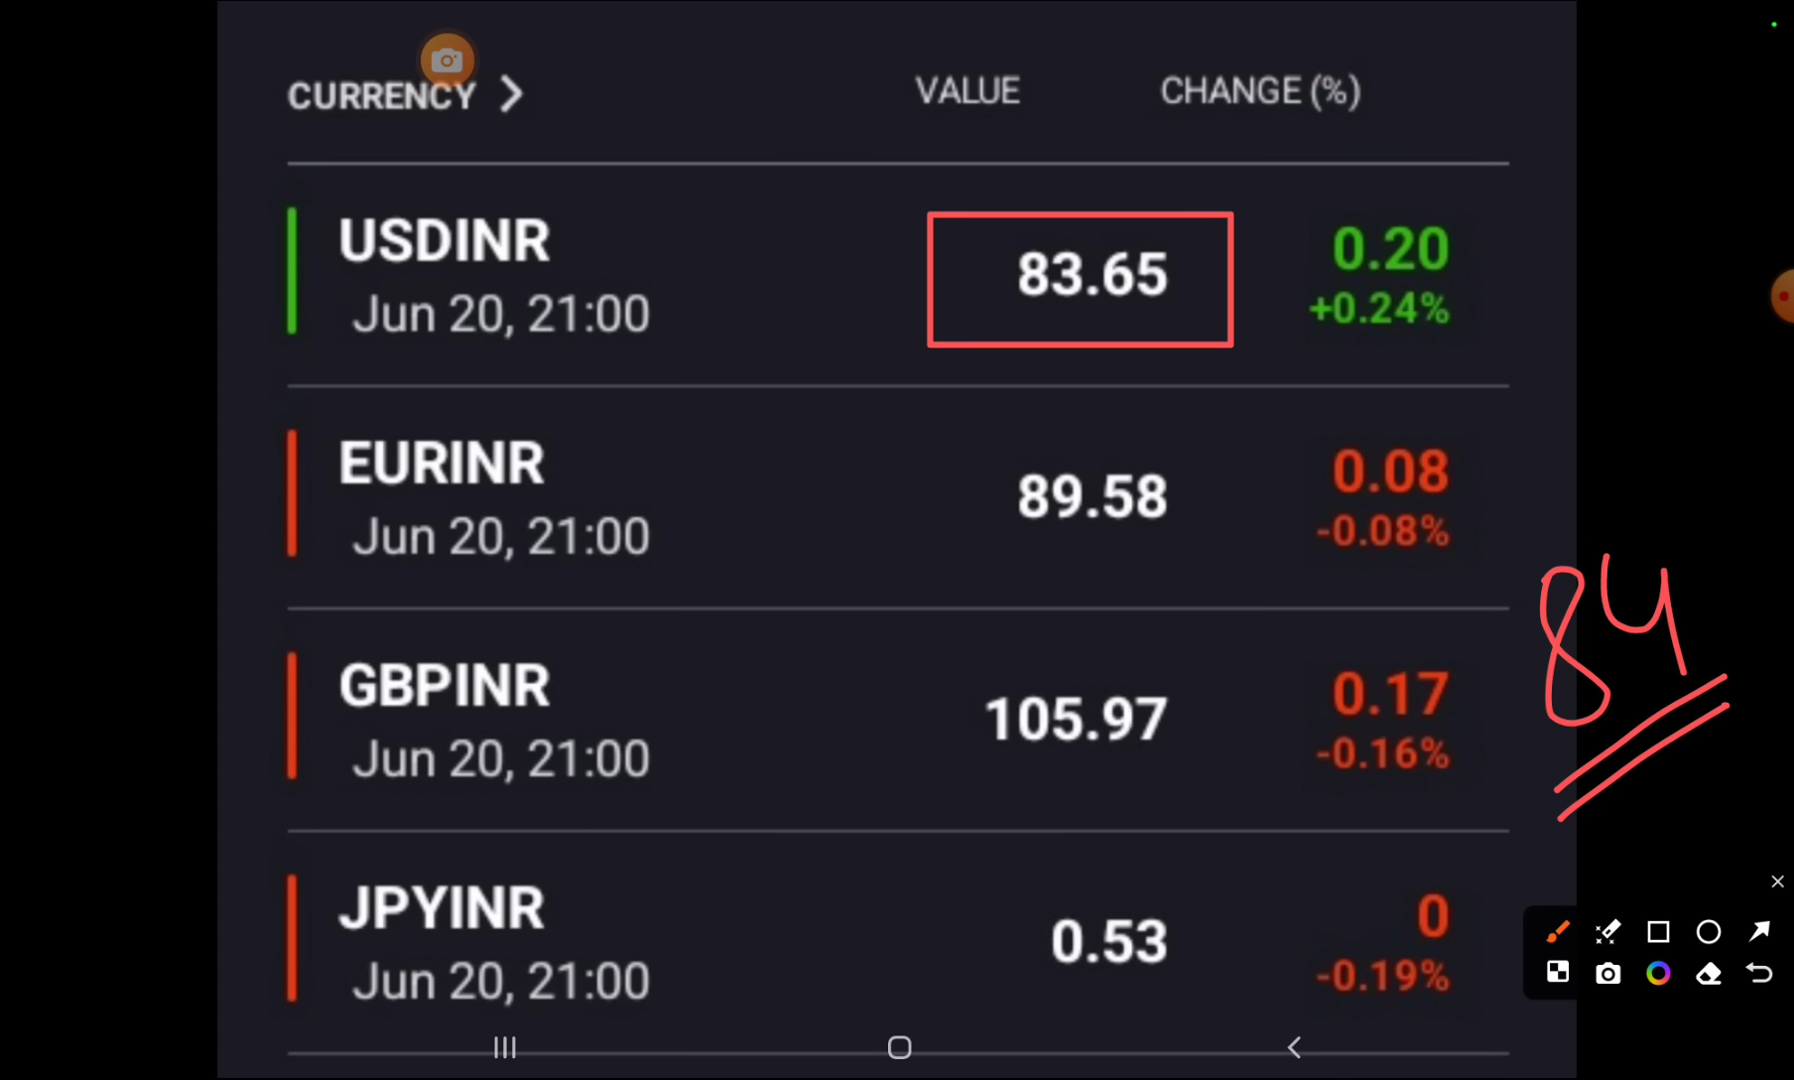 CURRENCY VALUE CHANGE (%)
USDINR 83.65 0.20
Jun 20, 21:00 +0.24%
EURINR 89.58 0.08
Jun 20, 21:00 -0.08%
GBPINR 105.97 0.17
Jun 20, 21:00 -0.16%
84
JPYINR 0.53 0
Jun 20, 21:00 -0.19%